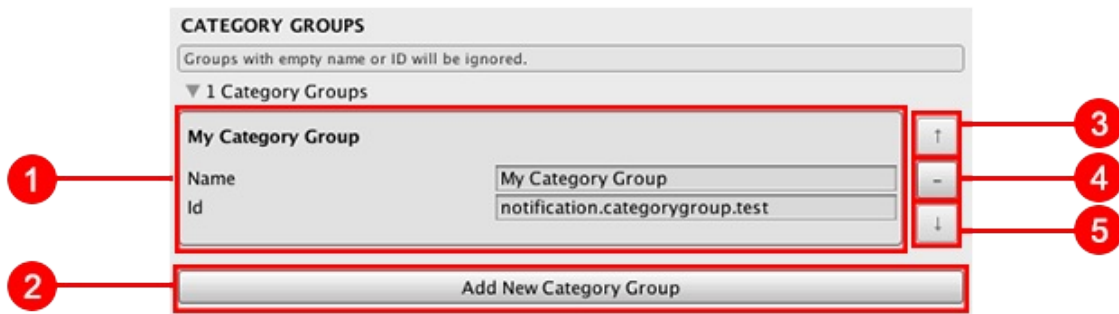 CATEGORY GROUPS
Groups with empty name or ID will be ignored.
▼ 1 Category Groups
My Category Group
↑
3
1
Name
My Category Group
-
4
Id
notification.categorygroup.test
↓
5
2
Add New Category Group